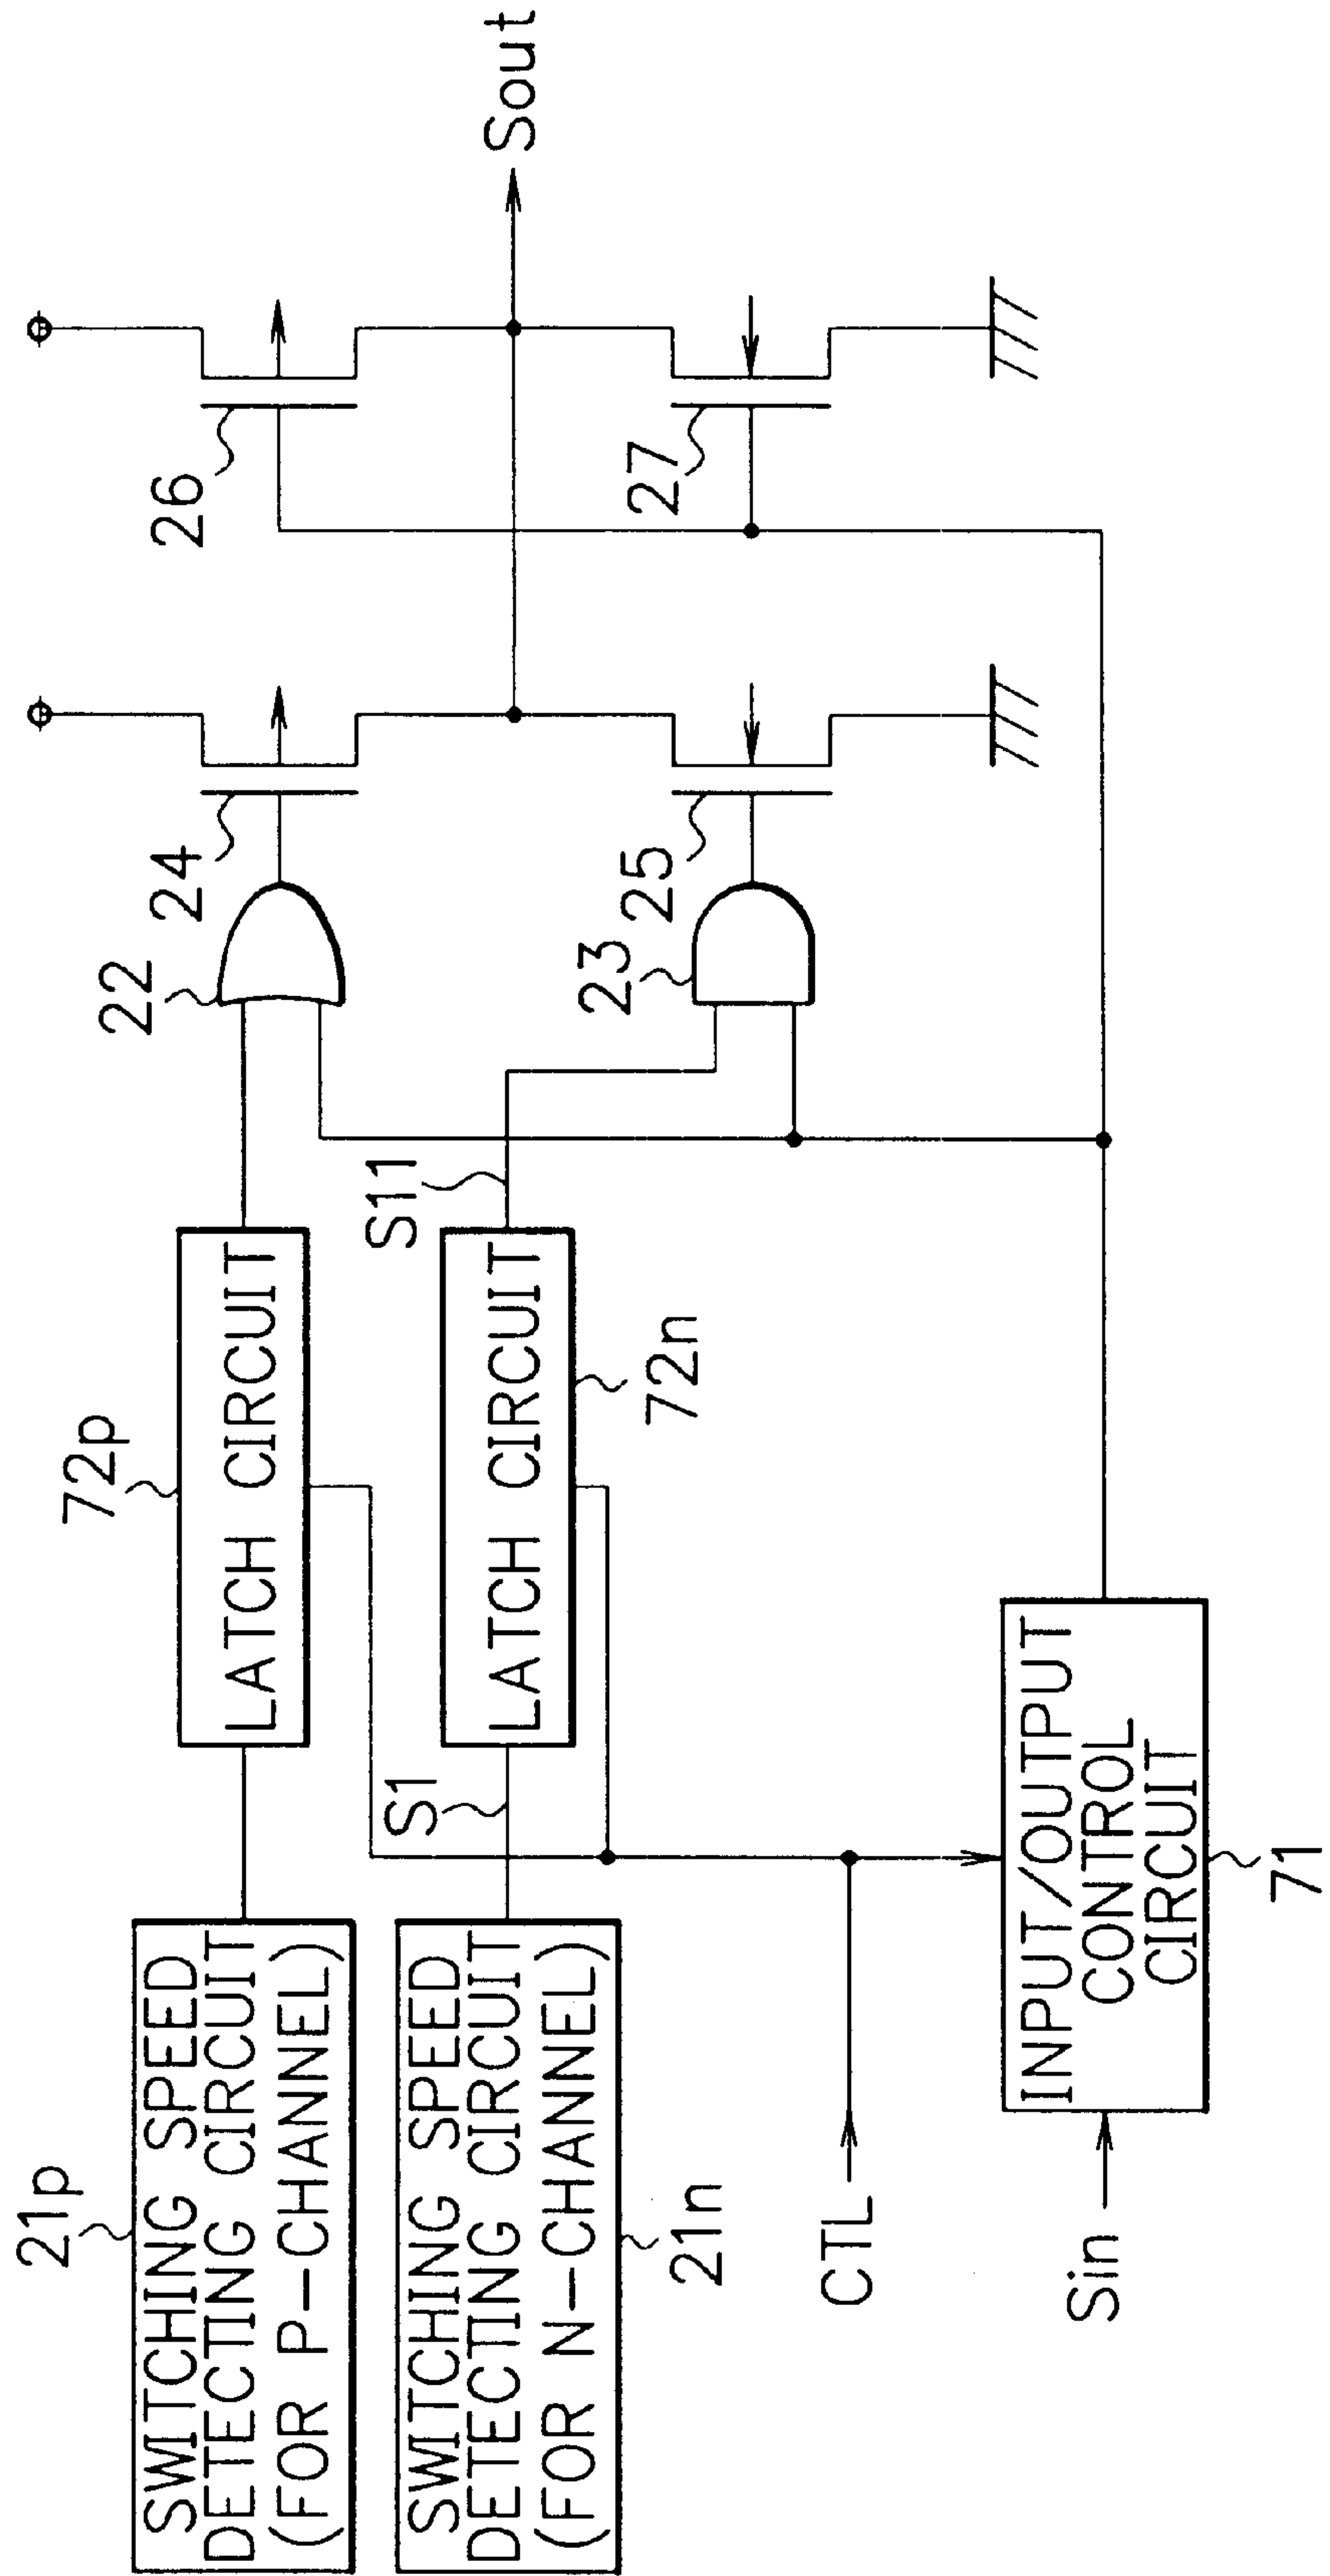 21p
SWITCHING SPEED
DETECTING CIRCUIT
(FOR P-CHANNEL)
72p
LATCH CIRCUIT
22
24
26
SWITCHING SPEED
DETECTING CIRCUIT
(FOR N-CHANNEL)
21n
S1
LATCH CIRCUIT
72n
S11
23
25
27
Sout
CTL
Sin
INPUT/OUTPUT
CONTROL
CIRCUIT
71